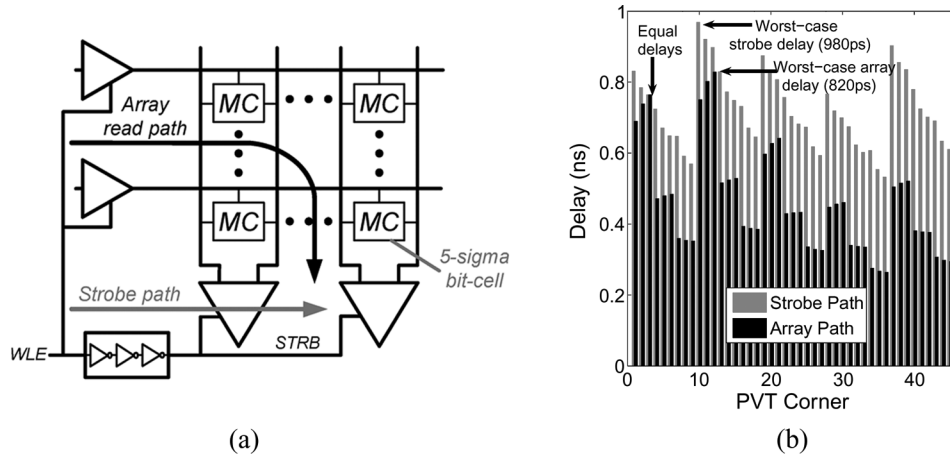 Array
read path
MC
MC
MC
MC
5-sigma
bit-cell
Strobe path
WLE
STRB
(a)
(b)
Delay (ns)
1
0.8
0.6
0.4
0.2
0
Equal
delays
Worst-case
strobe delay (980ps)
Worst-case array
delay (820ps)
Strobe Path
Array Path
0
10
20
30
40
PVT Corner